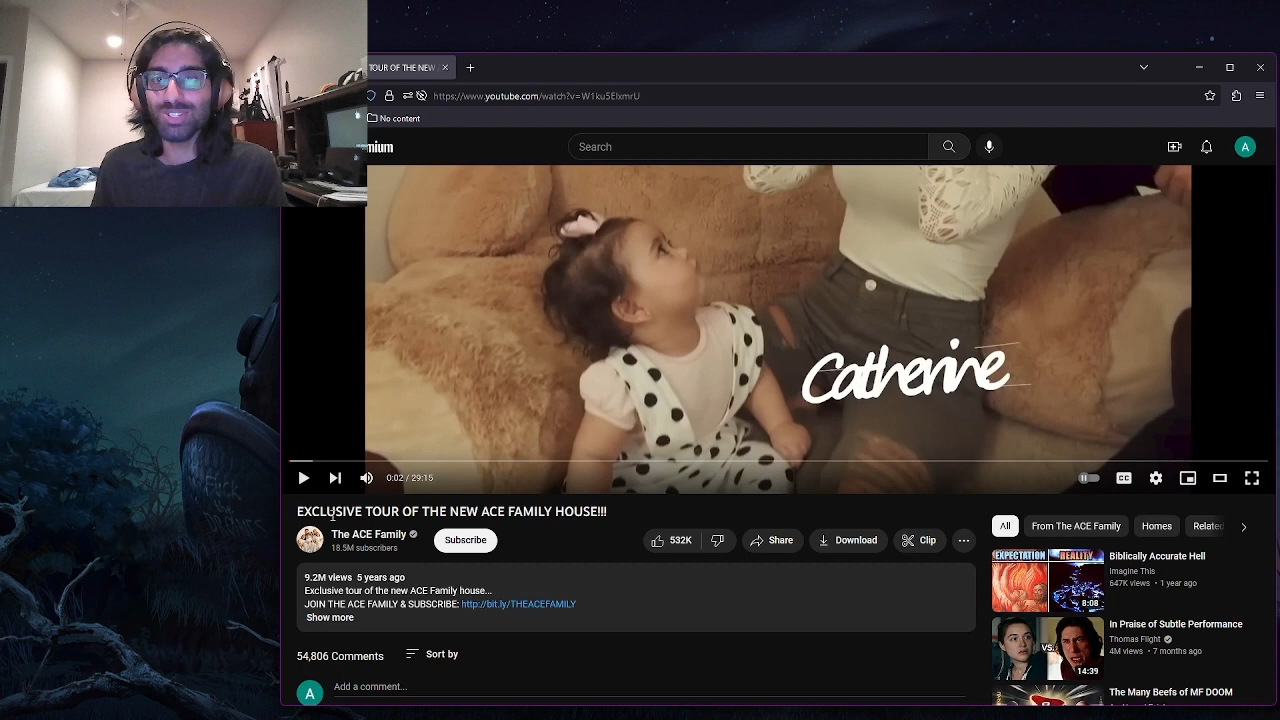 TOUR OF THE NEW
https://www.youtube.com/watch?v=W1ku5ElxmrU
No content
mium
Search
A
Catherine
0:02 / 29:15
CC
EXCLUSIVE TOUR OF THE NEW ACE FAMILY HOUSE!!!
The ACE Family
18.5M subscribers
Subscribe
532K
Share
Download
Clip
9.2M views 5 years ago
Exclusive tour of the new ACE Family house...
JOIN THE ACE FAMILY & SUBSCRIBE: http://bit.ly/THEACEFAMILY
Show more
54,806 Comments
Sort by
A
Add a comment...
All
From The ACE Family
Homes
Related
EXPECTATION
REALITY
8:08
Biblically Accurate Hell
Imagine This
647K views • 1 year ago
VS.
14:39
In Praise of Subtle Performance
Thomas Flight
4M views • 7 months ago
The Many Beefs of MF DOOM